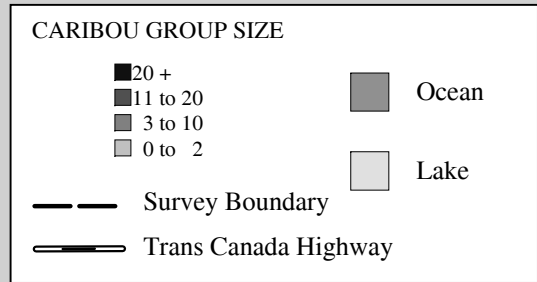 CARIBOU GROUP SIZE
20 +
11 to 20
3 to 10
0 to 2
Ocean
Lake
Survey Boundary
Trans Canada Highway